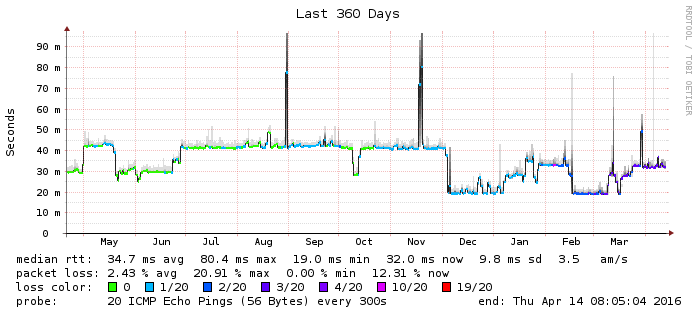 Last 360 Days
RRDTOOL / TOBI OETIKER
Seconds
90 m
80 m
70 m
60 m
50 m
40 m
30 m
20 m
10 m
0
May Jun Jul Aug Sep Oct Nov Dec Jan Feb Mar
median rtt: 34.7 ms avg 80.4 ms max 19.0 ms min 32.0 ms now 9.8 ms sd 3.5 am/s
packet loss: 2.43 % avg 20.91 % max 0.00 % min 12.31 % now
loss color: 0 1/20 2/20 3/20 4/20 10/20 19/20
probe: 20 ICMP Echo Pings (56 Bytes) every 300s end: Thu Apr 14 08:05:04 2016